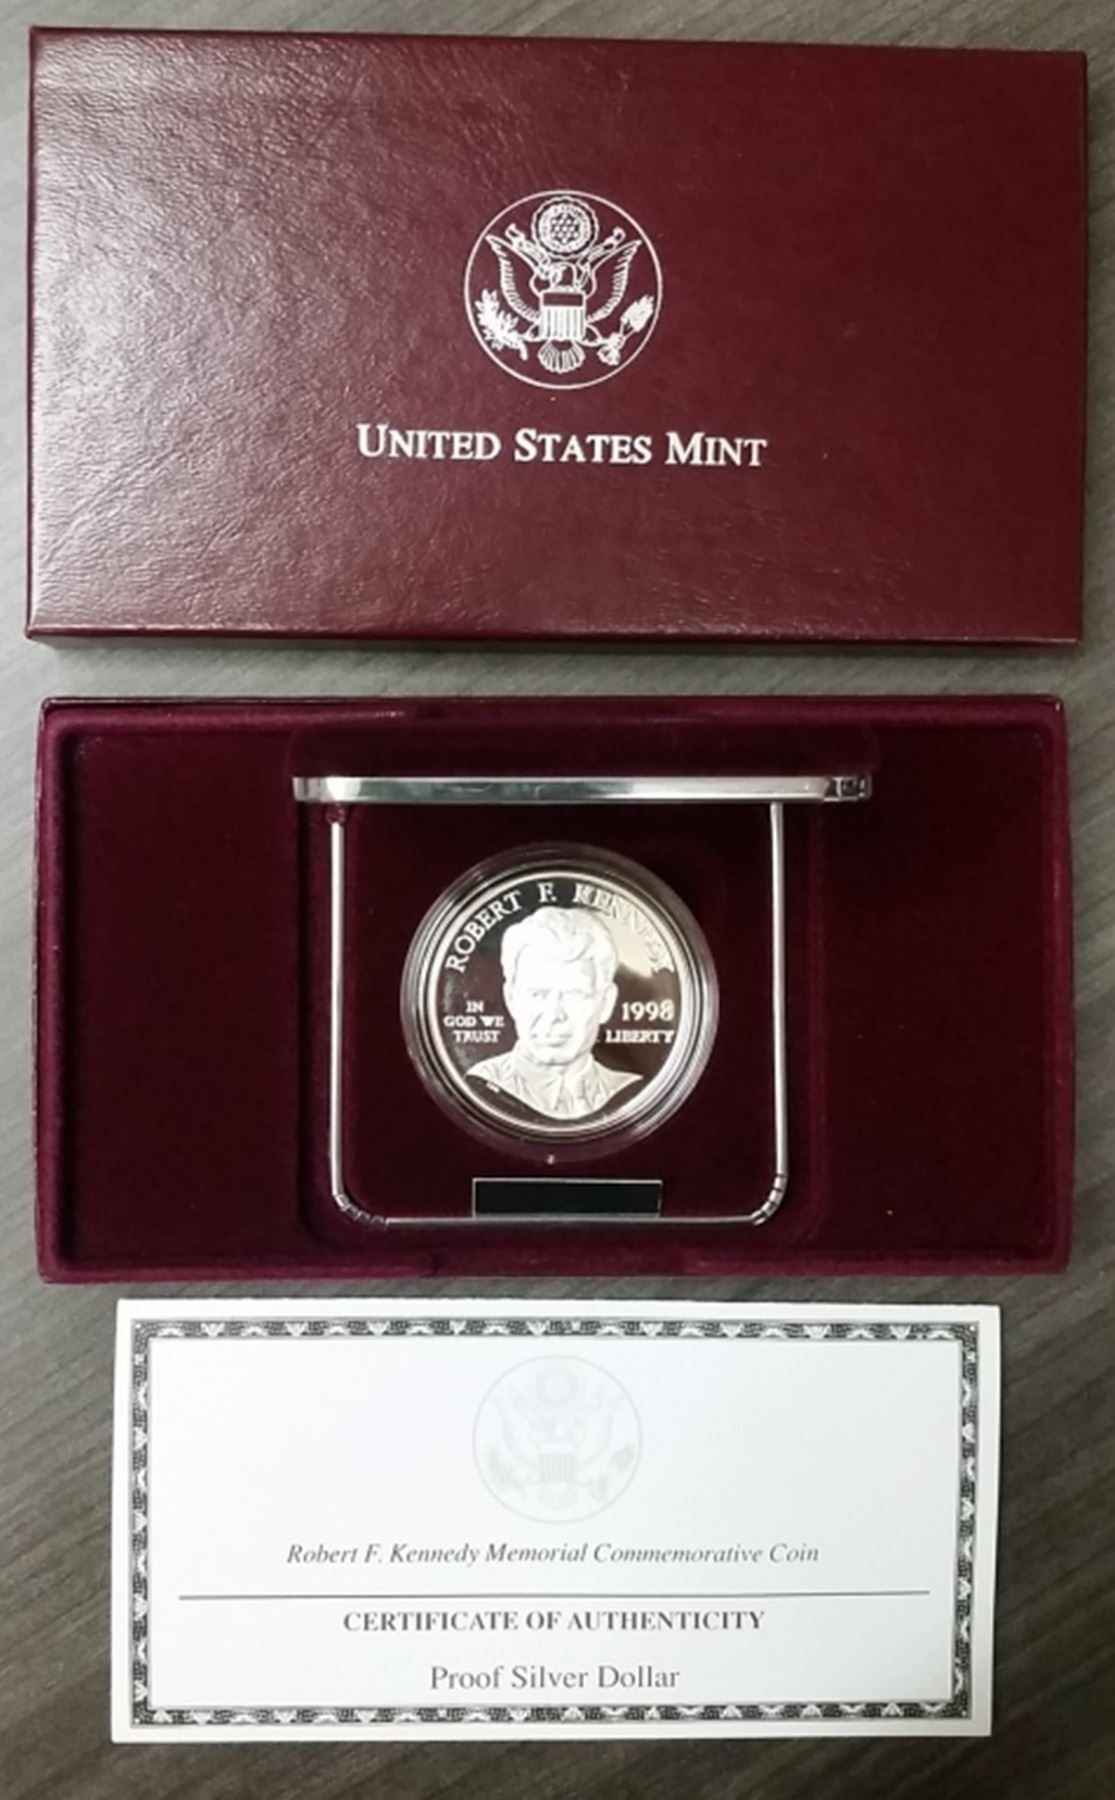 UNITED STATES MINT
ROBERT F. KENNEDY
IN
GOD WE
TRUST
1998
LIBERTY
Robert F. Kennedy Memorial Commemorative Coin
CERTIFICATE OF AUTHENTICITY
Proof Silver Dollar